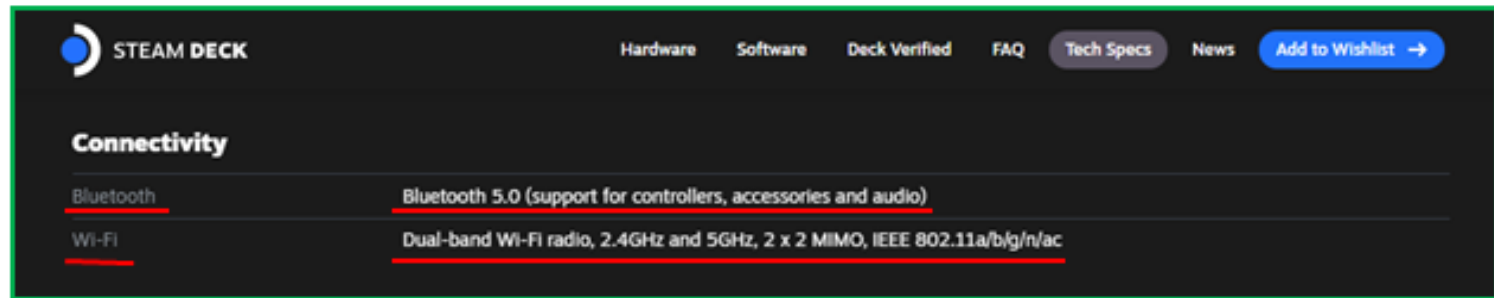 STEAM DECK Hardware Software Deck Verified FAQ Tech Specs News Add to Wishlist →
Connectivity
Bluetooth Bluetooth 5.0 (support for controllers, accessories and audio)
Wi-Fi Dual-band Wi-Fi radio, 2.4GHz and 5GHz, 2 x 2 MIMO, IEEE 802.11a/b/g/n/ac